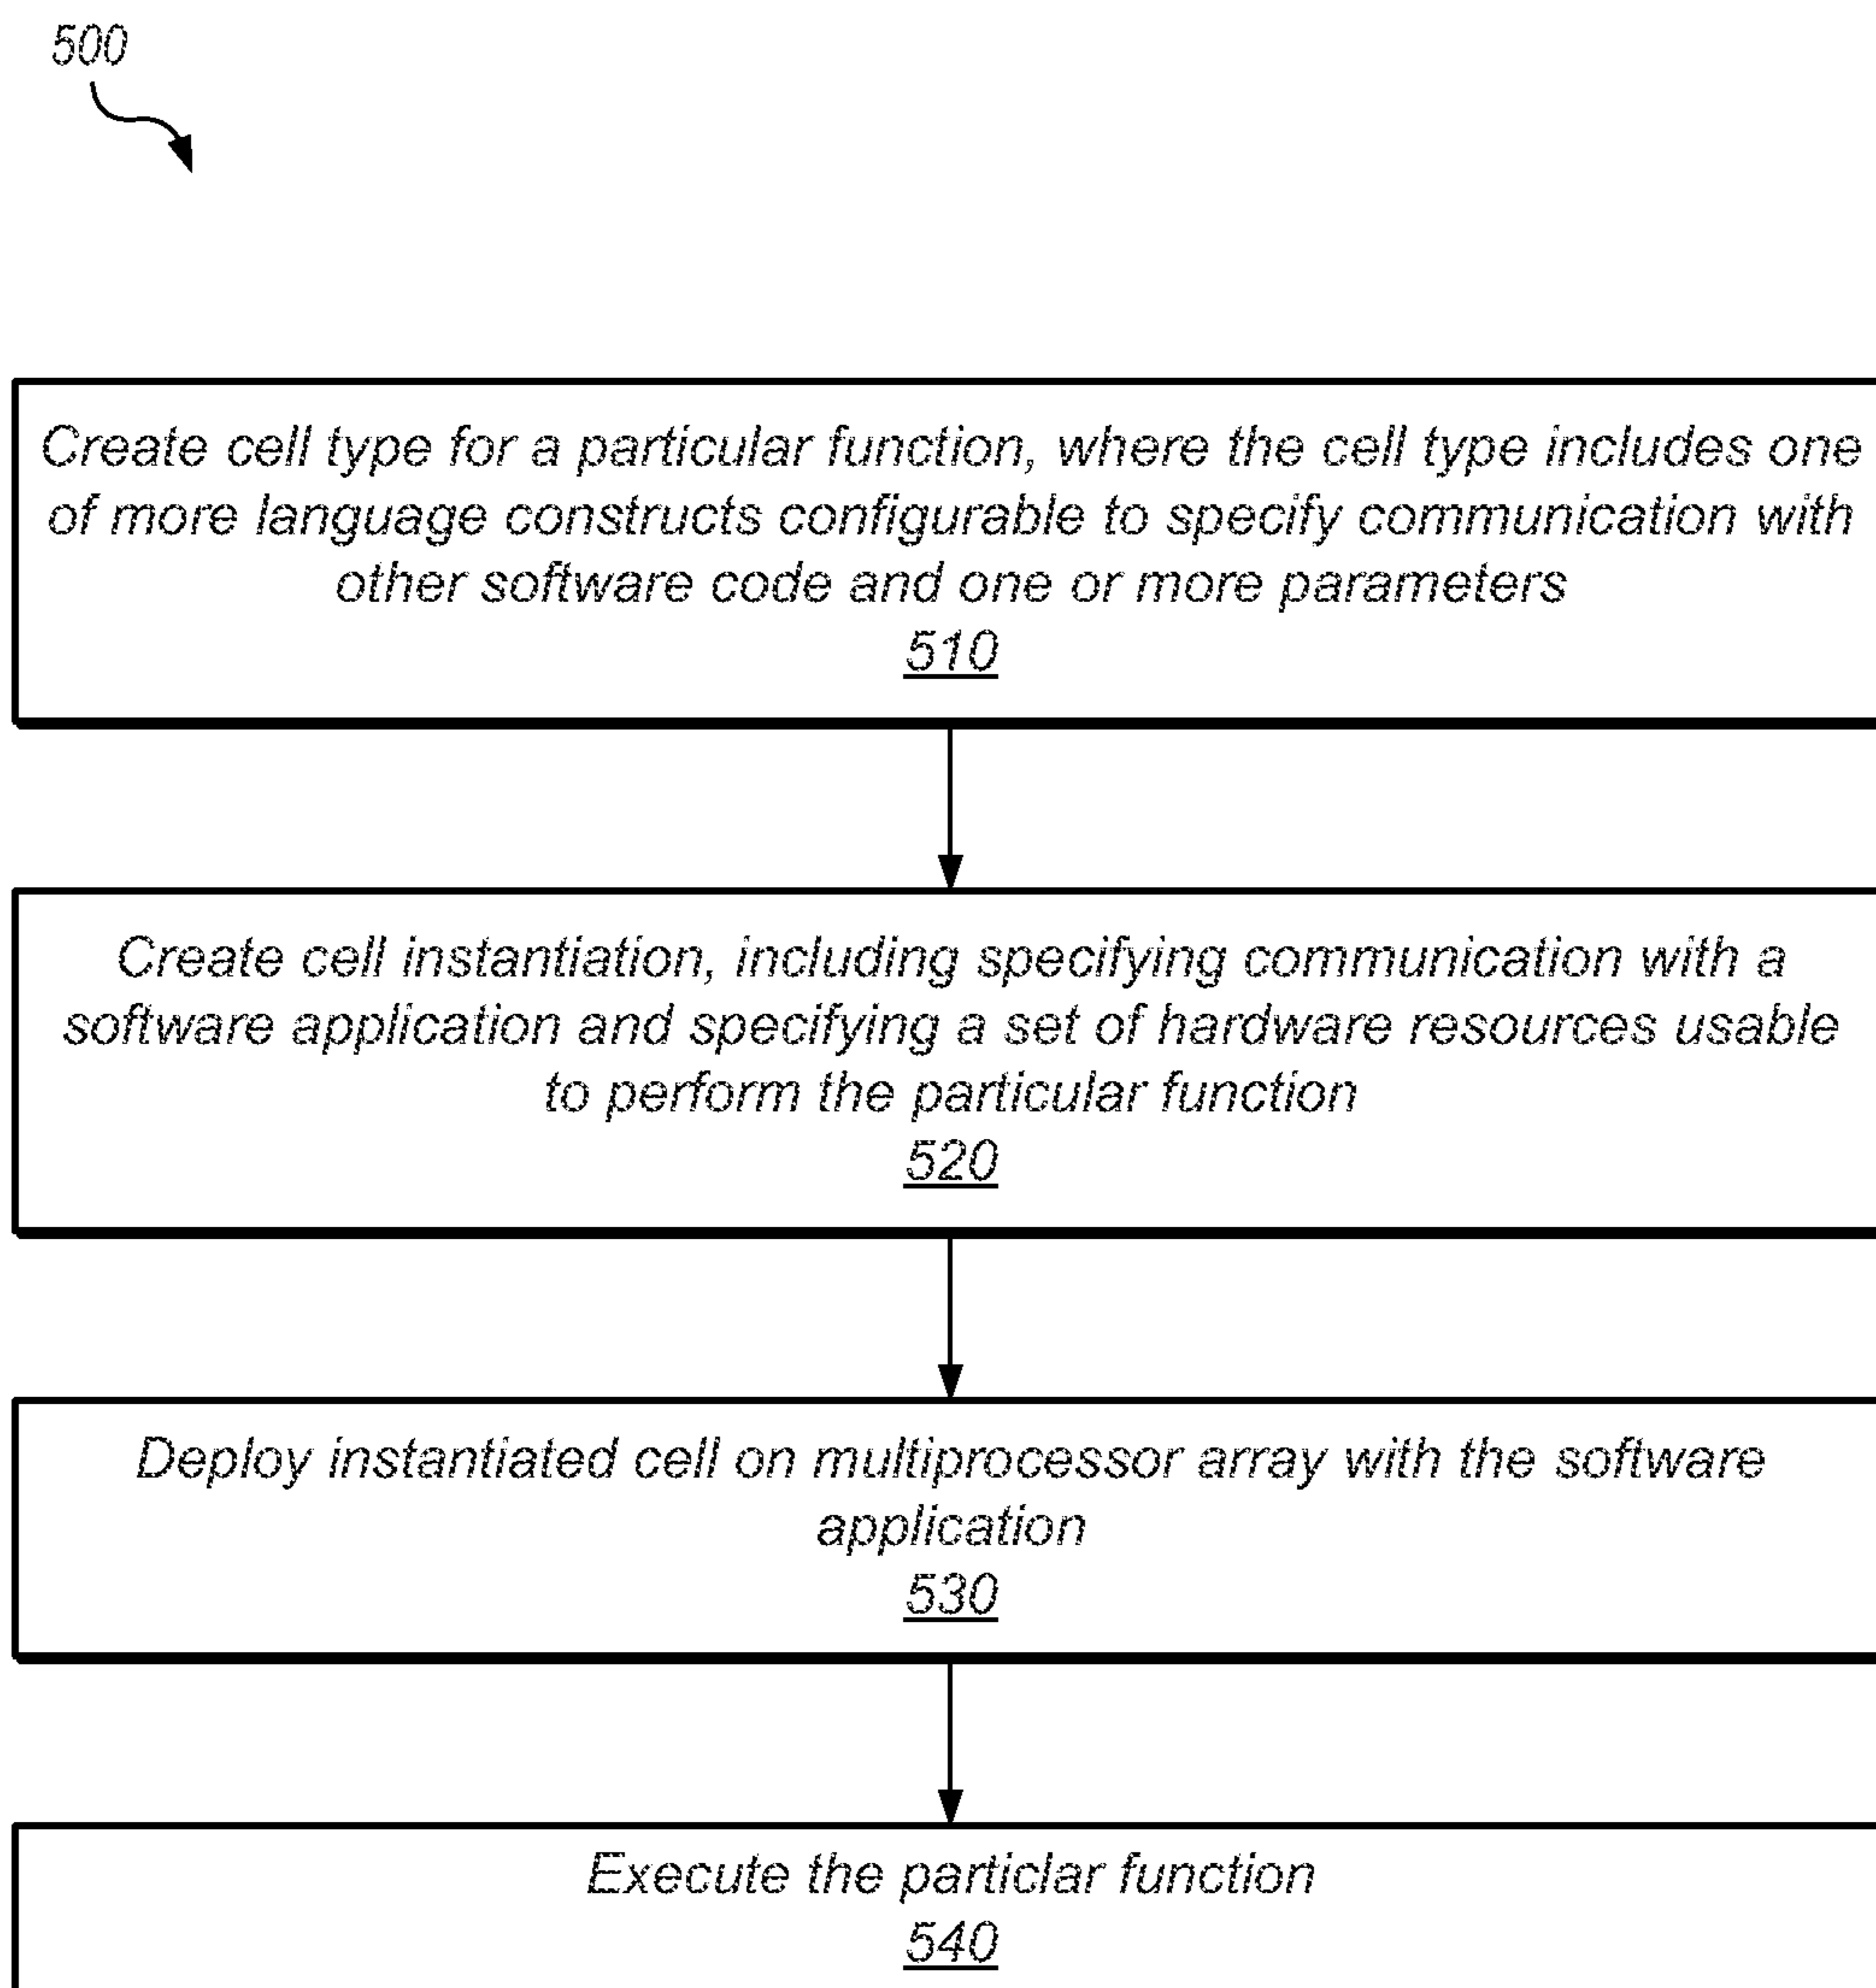 500
Create cell type for a particular function, where the cell type includes one
of more language constructs configurable to specify communication with
other software code and one or more parameters
510
Create cell instantiation, including specifying communication with a
software application and specifying a set of hardware resources usable
to perform the particular function
520
Deploy instantiated cell on multiprocessor array with the software
application
530
Execute the particlar function
540